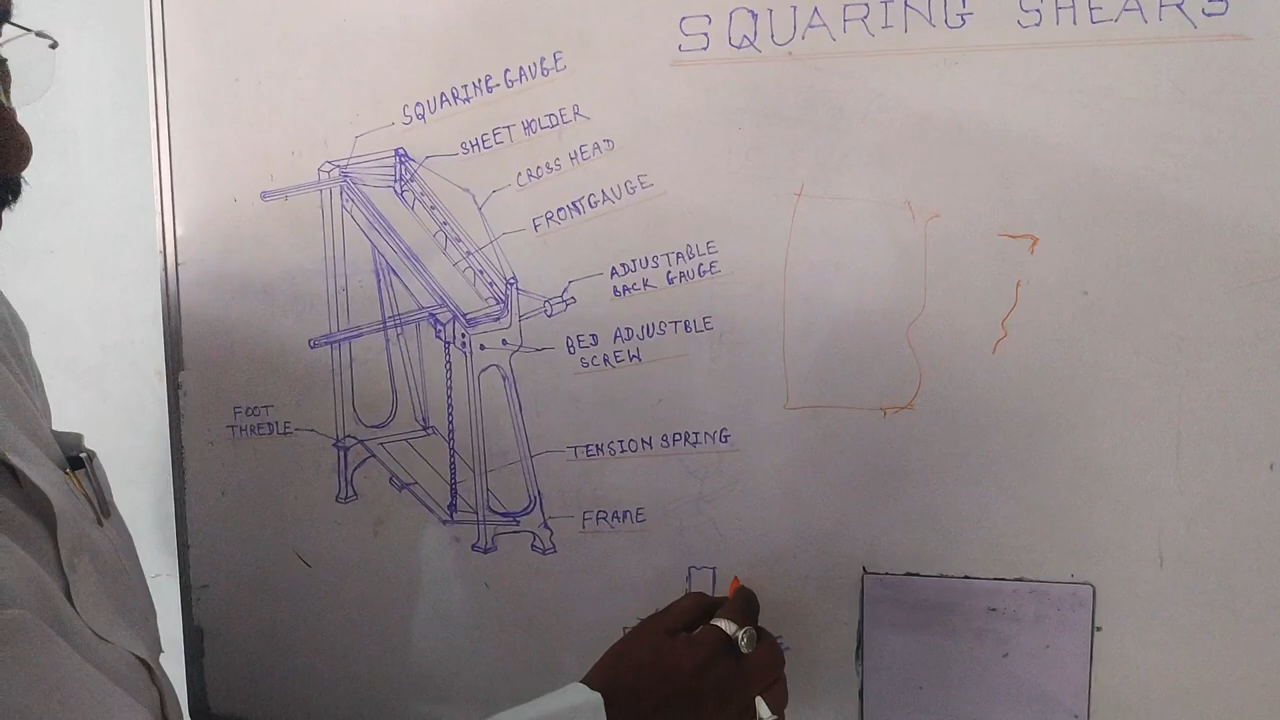 SQUARING SHEARS
SQUARING GAUGE
SHEET HOLDER
CROSS HEAD
FRONTGAUGE
ADJUSTABLE
BACK GAUGE
BED ADJUSTBLE
SCREW
FOOT
THREDLE
TENSION SPRING
FRAME